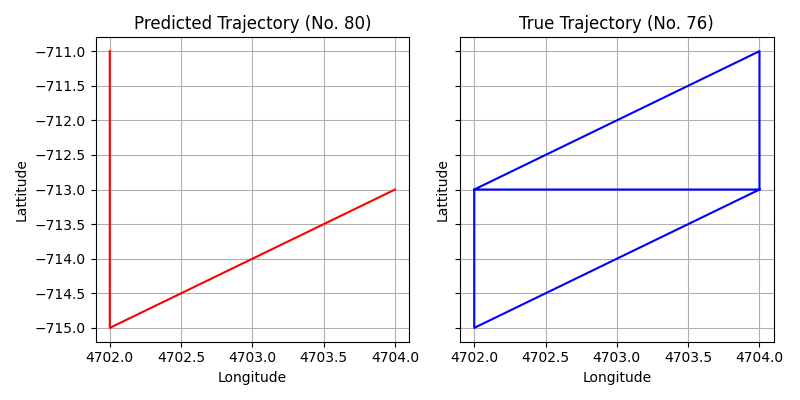 Predicted Trajectory (No. 80)
True Trajectory (No. 76)
Lattitude
−711.0
−711.5
−712.0
−712.5
−713.0
−713.5
−714.0
−714.5
−715.0
Lattitude
4702.0 4702.5 4703.0 4703.5 4704.0
4702.0 4702.5 4703.0 4703.5 4704.0
Longitude
Longitude